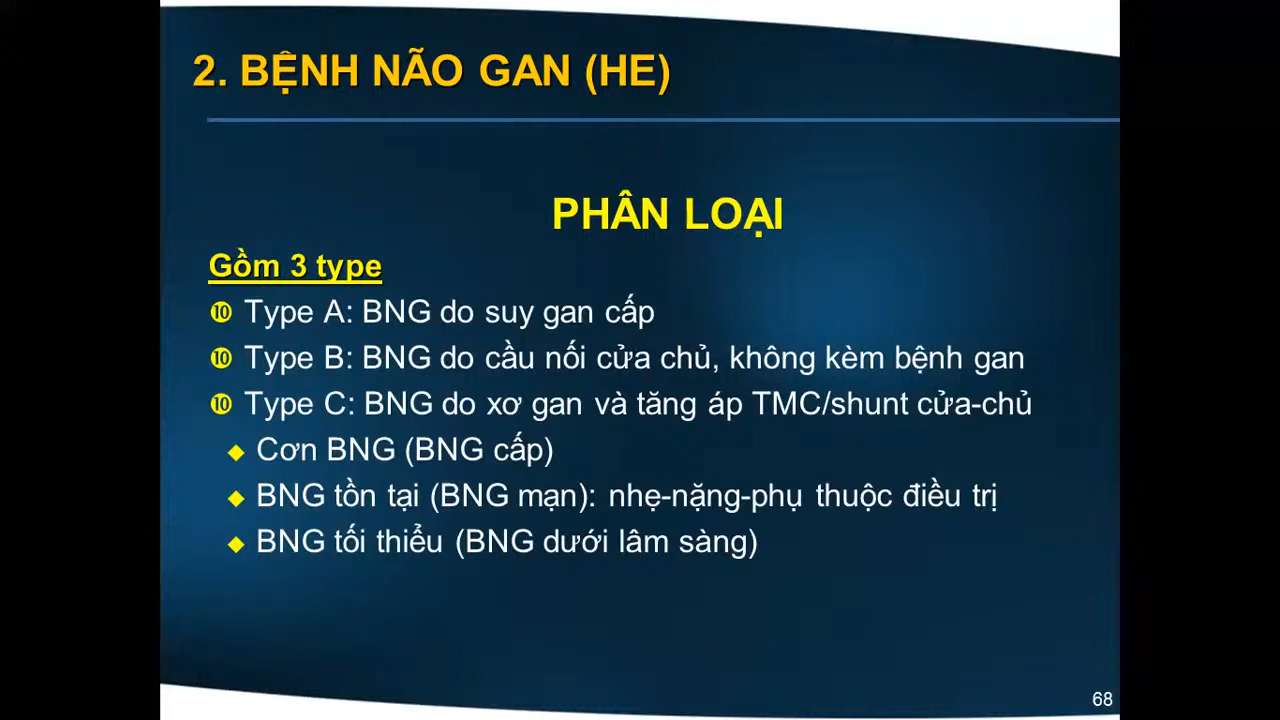 2. BỆNH NÃO GAN (HE)
PHÂN LOẠI
Gồm 3 type
❿ Type A: BNG do suy gan cấp
❿ Type B: BNG do cầu nối cửa chủ, không kèm bệnh gan
❿ Type C: BNG do xơ gan và tăng áp TMC/shunt cửa-chủ
◆ Cơn BNG (BNG cấp)
◆ BNG tồn tại (BNG mạn): nhẹ-nặng-phụ thuộc điều trị
◆ BNG tối thiểu (BNG dưới lâm sàng)
68